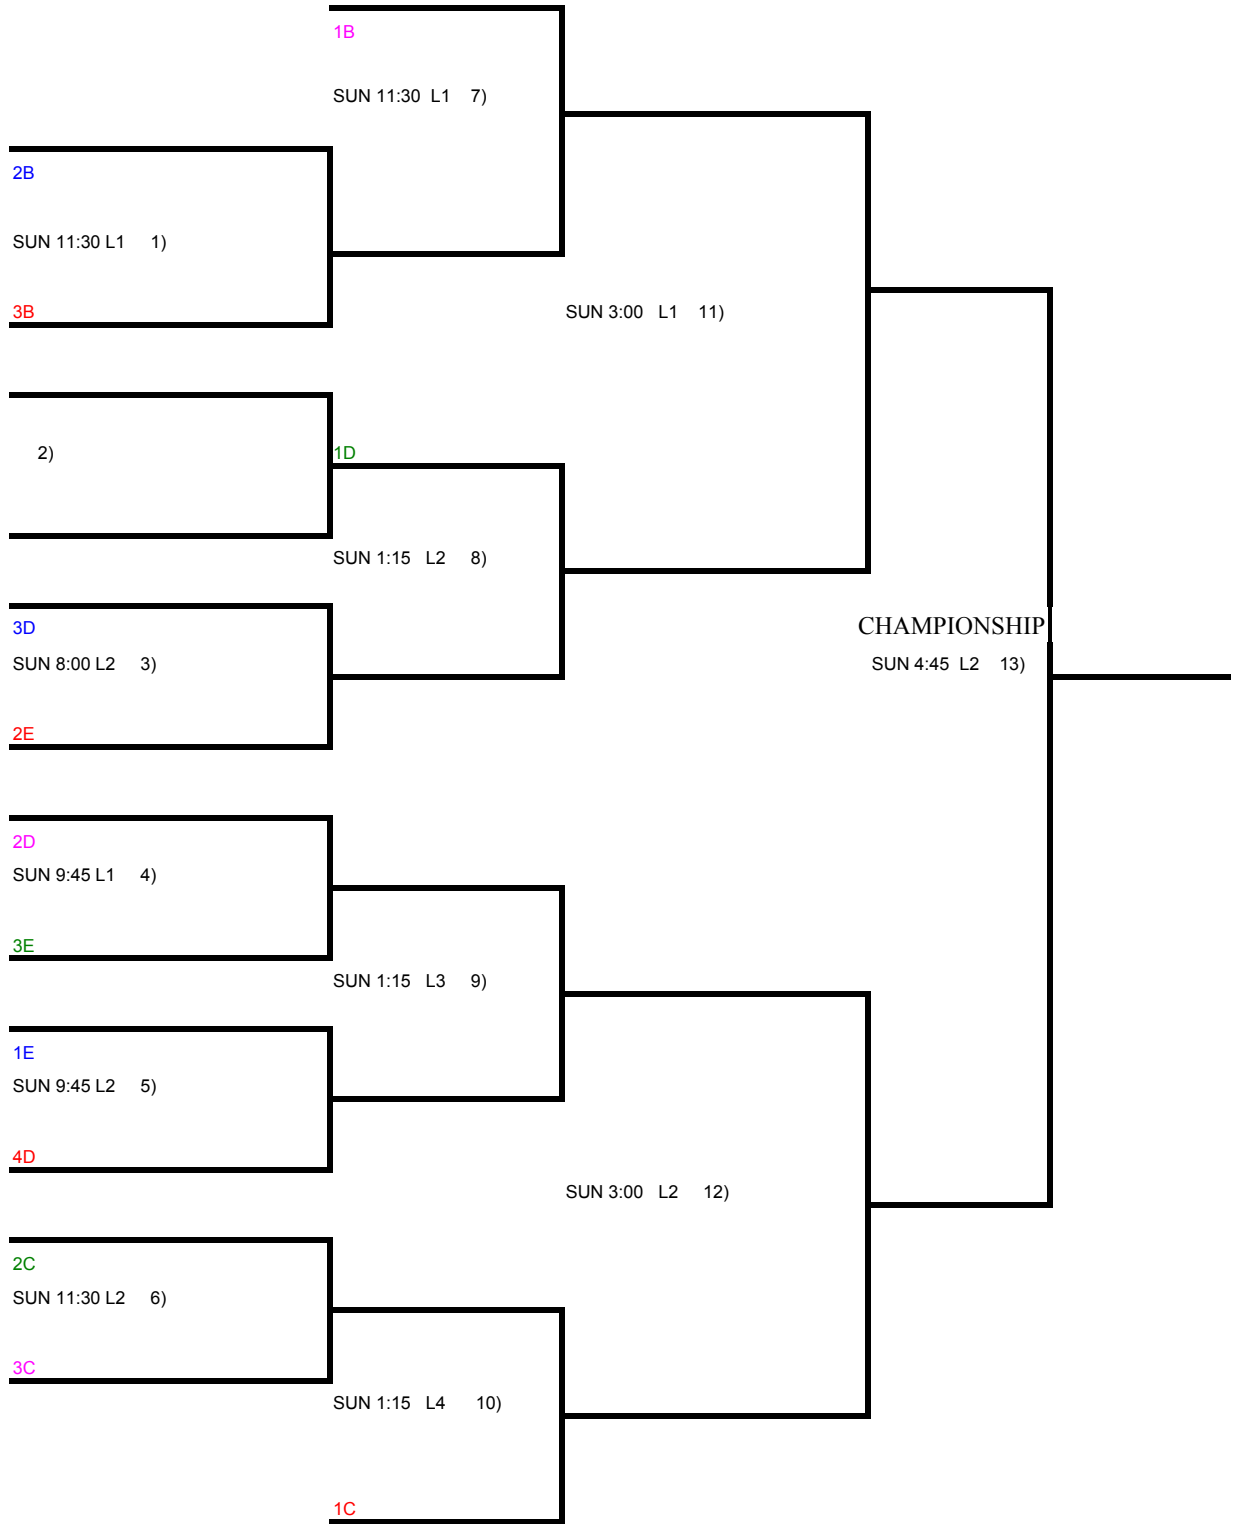 1B
SUN 11:30 L1 7)
2B
SUN 11:30 L1 1)
3B
SUN 3:00 L1 11)
2)
1D
SUN 1:15 L2 8)
3D
SUN 8:00 L2 3)
2E
CHAMPIONSHIP
SUN 4:45 L2 13)
2D
SUN 9:45 L1 4)
3E
SUN 1:15 L3 9)
1E
SUN 9:45 L2 5)
4D
SUN 3:00 L2 12)
2C
SUN 11:30 L2 6)
3C
SUN 1:15 L4 10)
1C